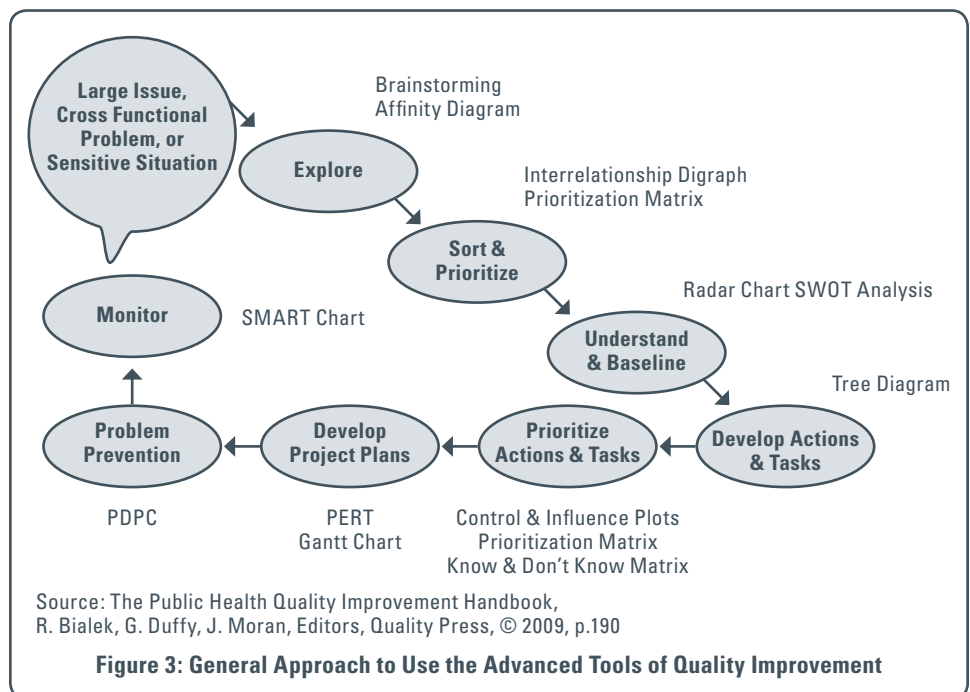 Large Issue,
Cross Functional
Problem, or
Sensitive Situation
Brainstorming
Affinity Diagram
Explore
Interrelationship Digraph
Prioritization Matrix
Sort &
Prioritize
Radar Chart SWOT Analysis
Understand
& Baseline
Tree Diagram
Develop Actions
& Tasks
Prioritize
Actions & Tasks
Control & Influence Plots
Prioritization Matrix
Know & Don't Know Matrix
Develop
Project Plans
PERT
Gantt Chart
Problem
Prevention
PDPC
Monitor
SMART Chart
Source: The Public Health Quality Improvement Handbook,
R. Bialek, G. Duffy, J. Moran, Editors, Quality Press, © 2009, p.190
Figure 3: General Approach to Use the Advanced Tools of Quality Improvement